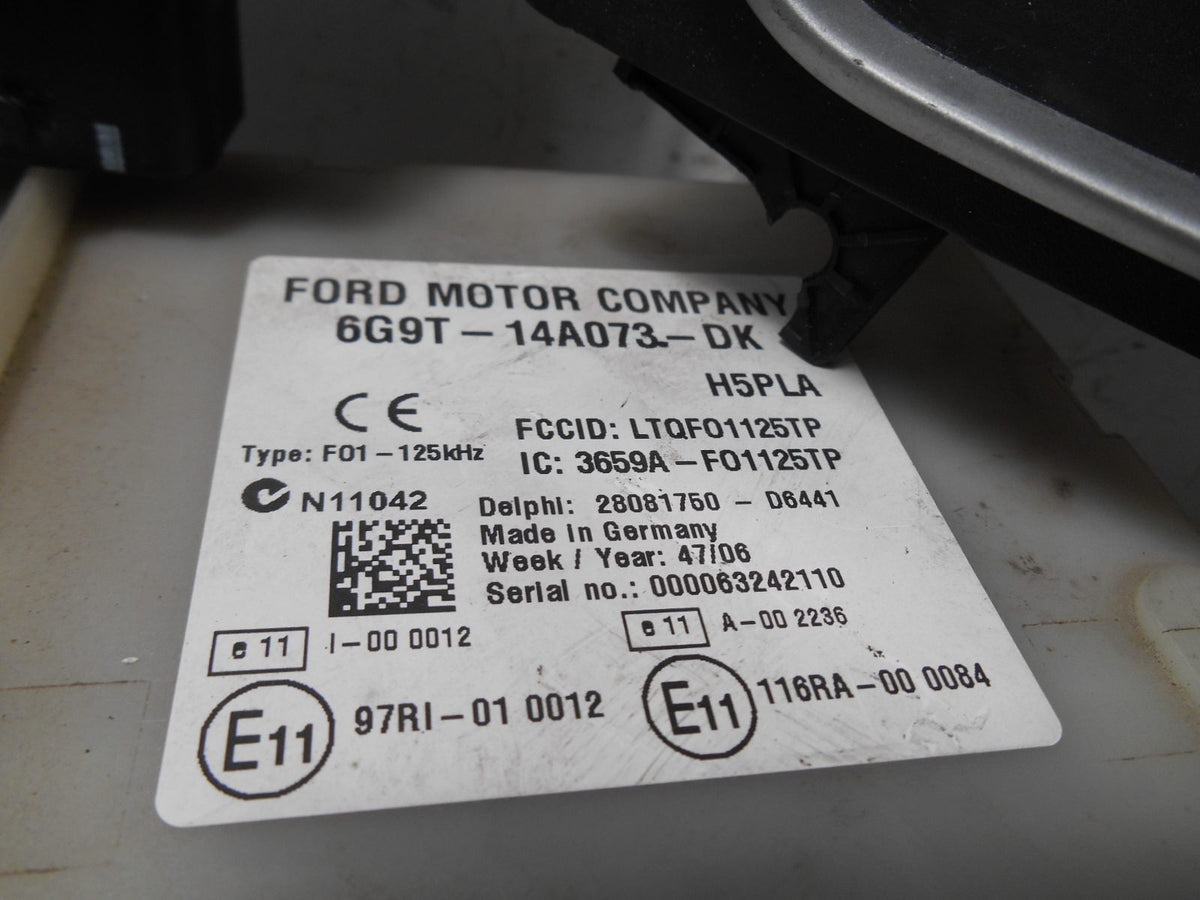 FORD MOTOR COMPANY
6G9T-14A073-DK
H5PLA
CE
FCCID: LTQFO1125TP
Type: F01-125kHz
IC: 3659A-FO1125TP
N11042
Delphi: 28081750 - D6441
Made in Germany
Week / Year: 47/06
Serial no.: 000063242110
e 11 I-00 0012
e 11 A-00 2236
E11 97RI-01 0012
E11 116RA-00 0084